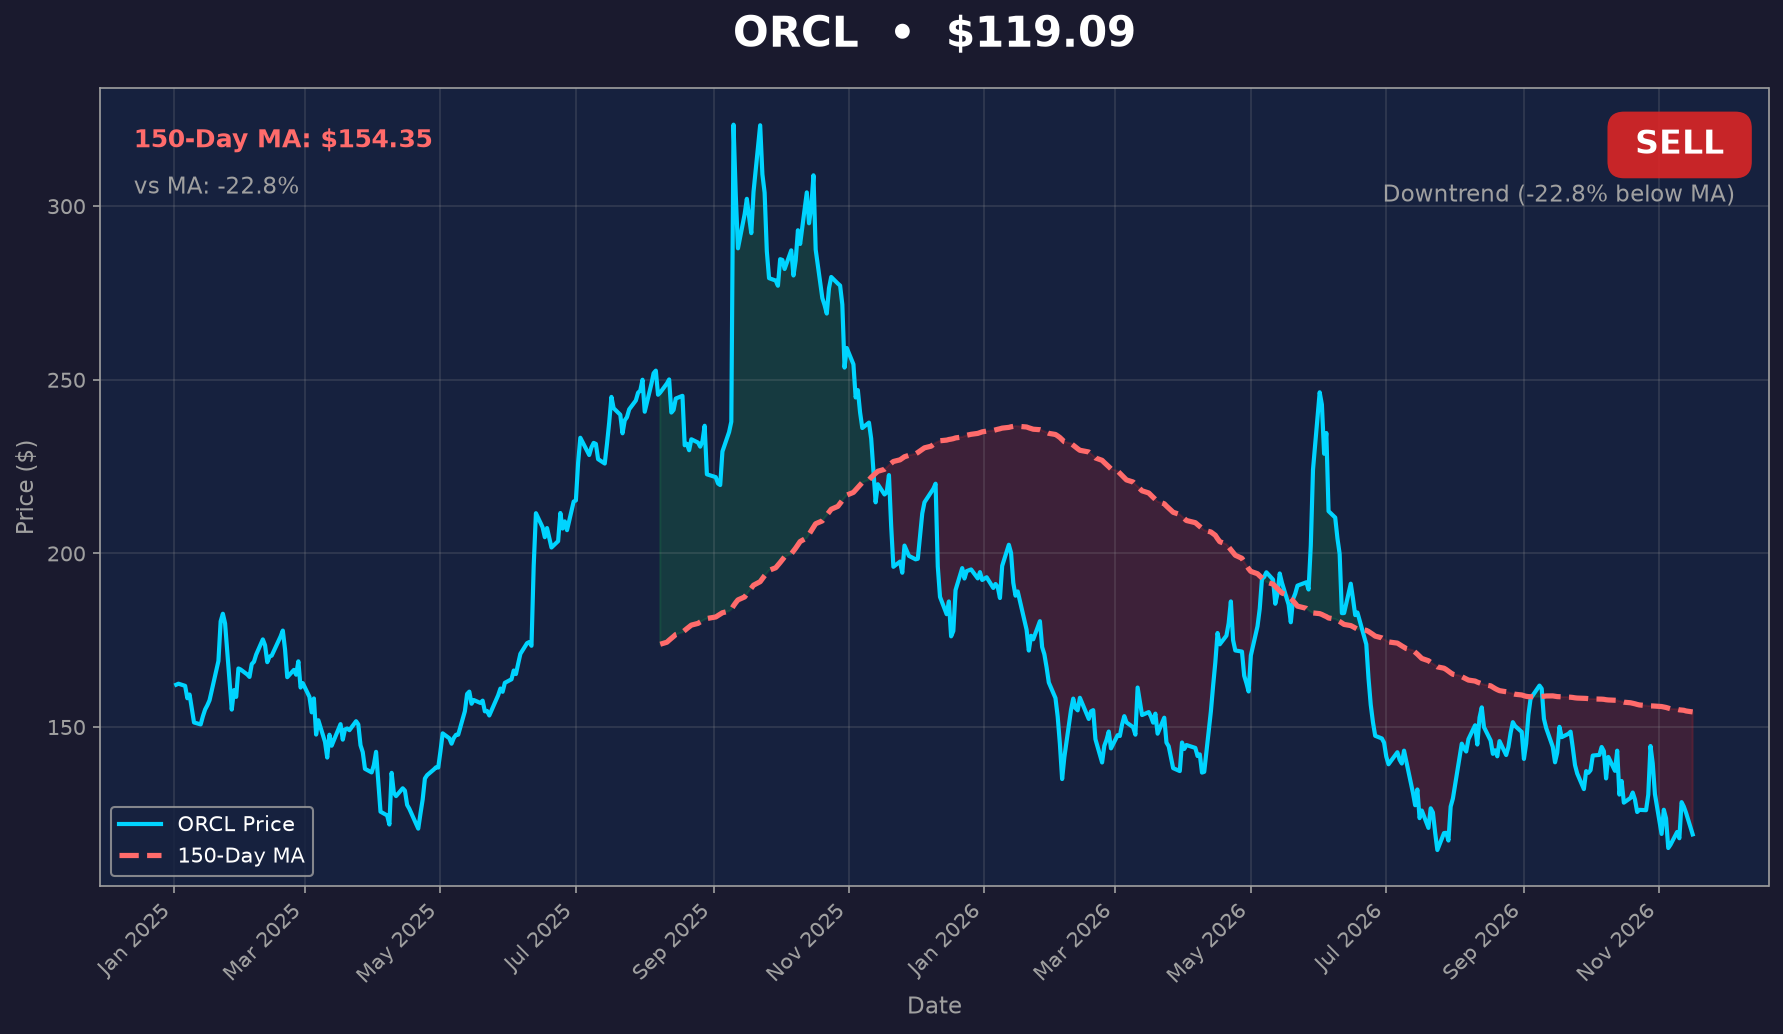 ORCL • $119.09
150-Day MA: $154.35
vs MA: -22.8%
SELL
Downtrend (-22.8% below MA)
Price ($)
300
250
200
150
ORCL Price
150-Day MA
Jan 2025
Mar 2025
May 2025
Jul 2025
Sep 2025
Nov 2025
Jan 2026
Mar 2026
May 2026
Jul 2026
Sep 2026
Nov 2026
Date